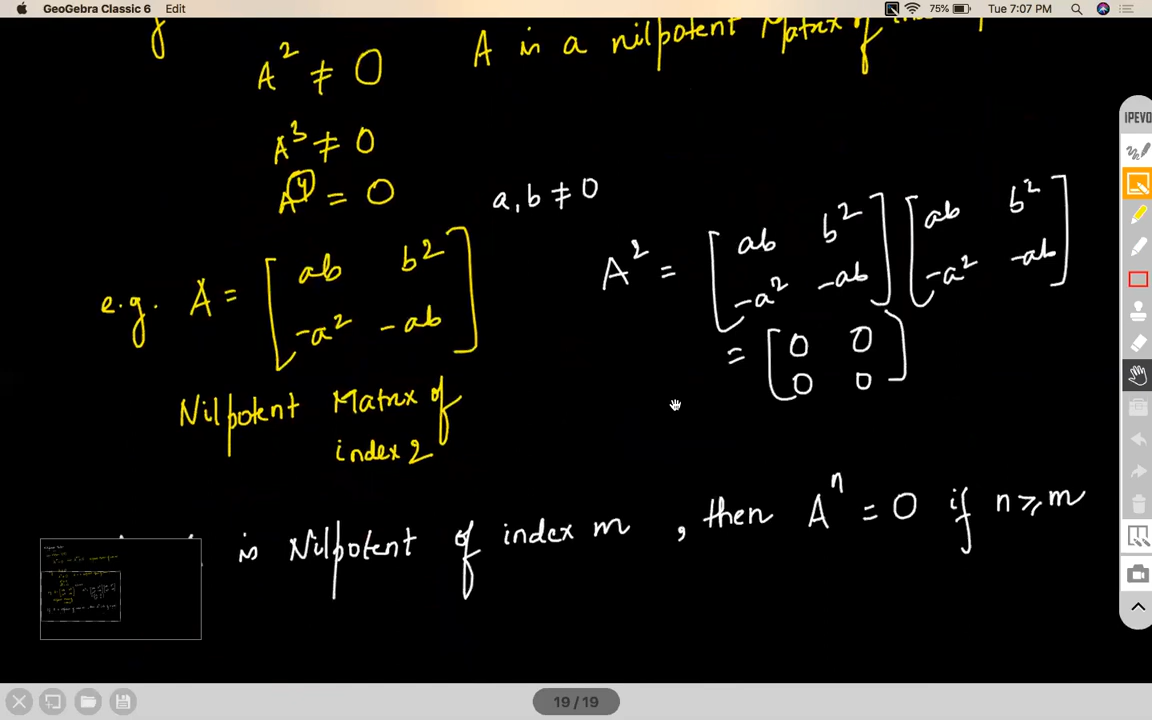 GeoGebra Classic 6 Edit 75% Tue 7:07 PM
A is a nilpotent Matrix of
A² ≠ 0
IPEVO
A³ ≠ 0
A⁴ = 0
a, b ≠ 0
e.g. A = [ab b² -a² -ab]
A² = [ab b² -a² -ab] [ab b² -a² -ab]
= [0 0 0 0]
Nilpotent Matrix of
index 2
is Nilpotent of index m , then Aⁿ = 0 if n ≥ m
19 / 19